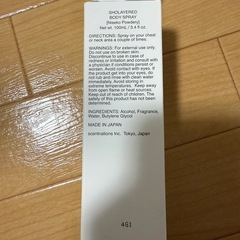 SHOLAYERED
BODY SPRAY
(Neeko Powdery)
Net wt. 100mL / 3.4 fl oz.
DIRECTIONS: Spray on your chest
or neck area a couple of times.
WARNINGS: For external use only.
Do not use on broken skin.
Discontinue to use in case of
redness or irritation and consult with
a physician if conditions persist or
worsen. Avoid contact with eyes. If
the product get into your eyes, do
not rub and rinse with clean water
immediately. Avoid to storing in
extreme temperatures. Keep away
from open flame or heat sources.
Keep out of reach of children. The
safety of this product has not been
determined.
INGREDIENTS: Alcohol, Fragrance,
Water, Butylene Glycol
MADE IN JAPAN
scentnations Inc. Tokyo, Japan